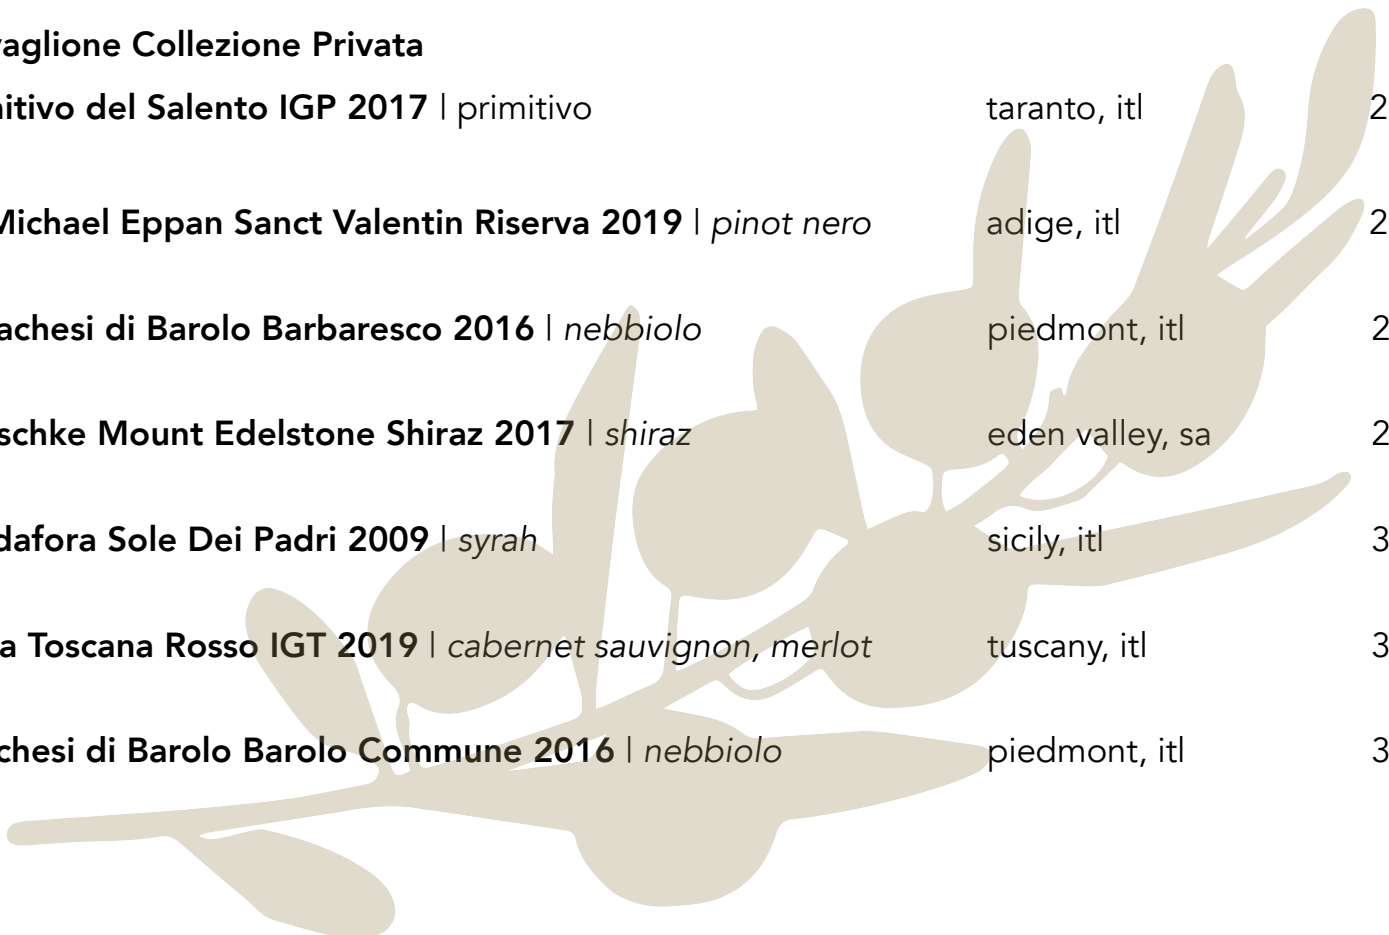 vaglione Collezione Privata
nitivo del Salento IGP 2017 | primitivo taranto, itl 2
Michael Eppan Sanct Valentin Riserva 2019 | pinot nero adige, itl 2
achesi di Barolo Barbaresco 2016 | nebbiolo piedmont, itl 2
schke Mount Edelstone Shiraz 2017 | shiraz eden valley, sa 2
dafora Sole Dei Padri 2009 | syrah sicily, itl 3
a Toscana Rosso IGT 2019 | cabernet sauvignon, merlot tuscany, itl 3
chesi di Barolo Barolo Commune 2016 | nebbiolo piedmont, itl 3